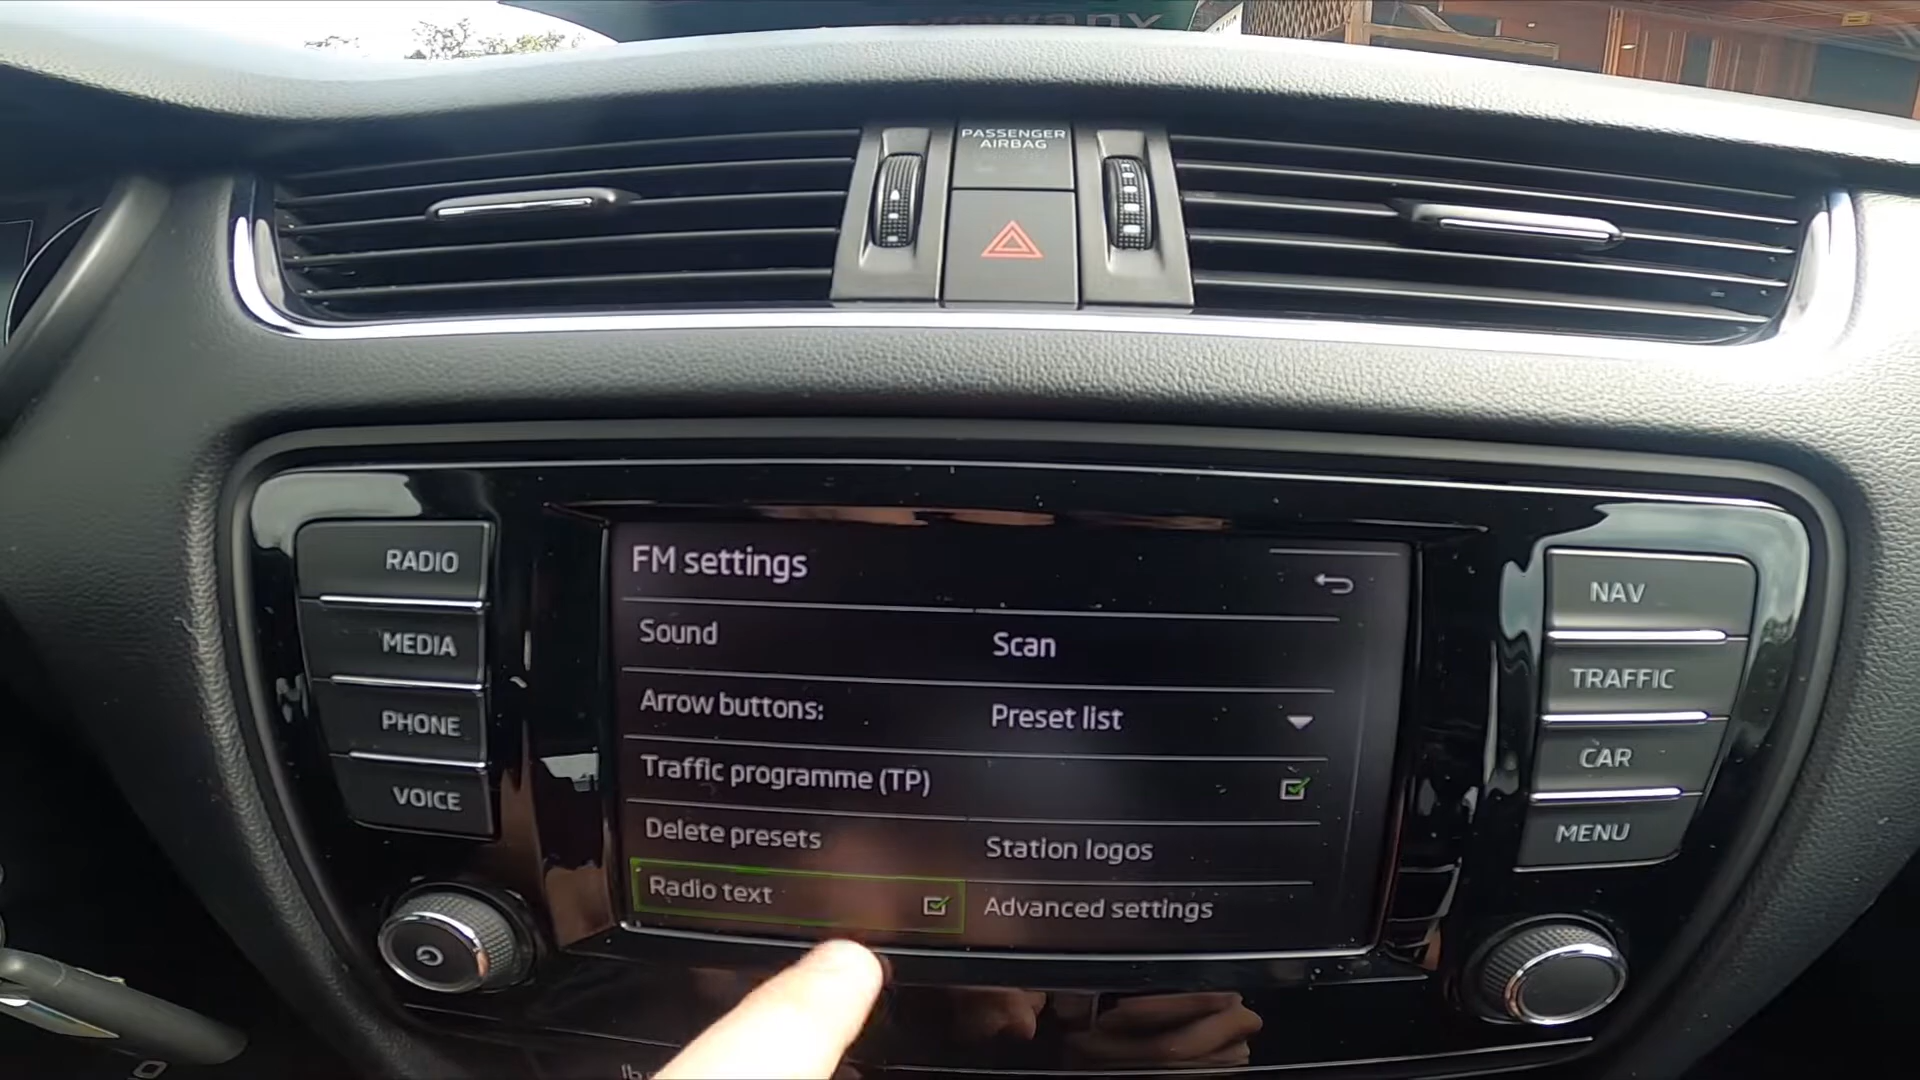 PASSENGER
AIRBAG
RADIO
MEDIA
PHONE
VOICE
FM settings
Sound
Scan
Arrow buttons:
Preset list
Traffic programme (TP)
Delete presets
Station logos
Radio text
Advanced settings
NAV
TRAFFIC
CAR
MENU